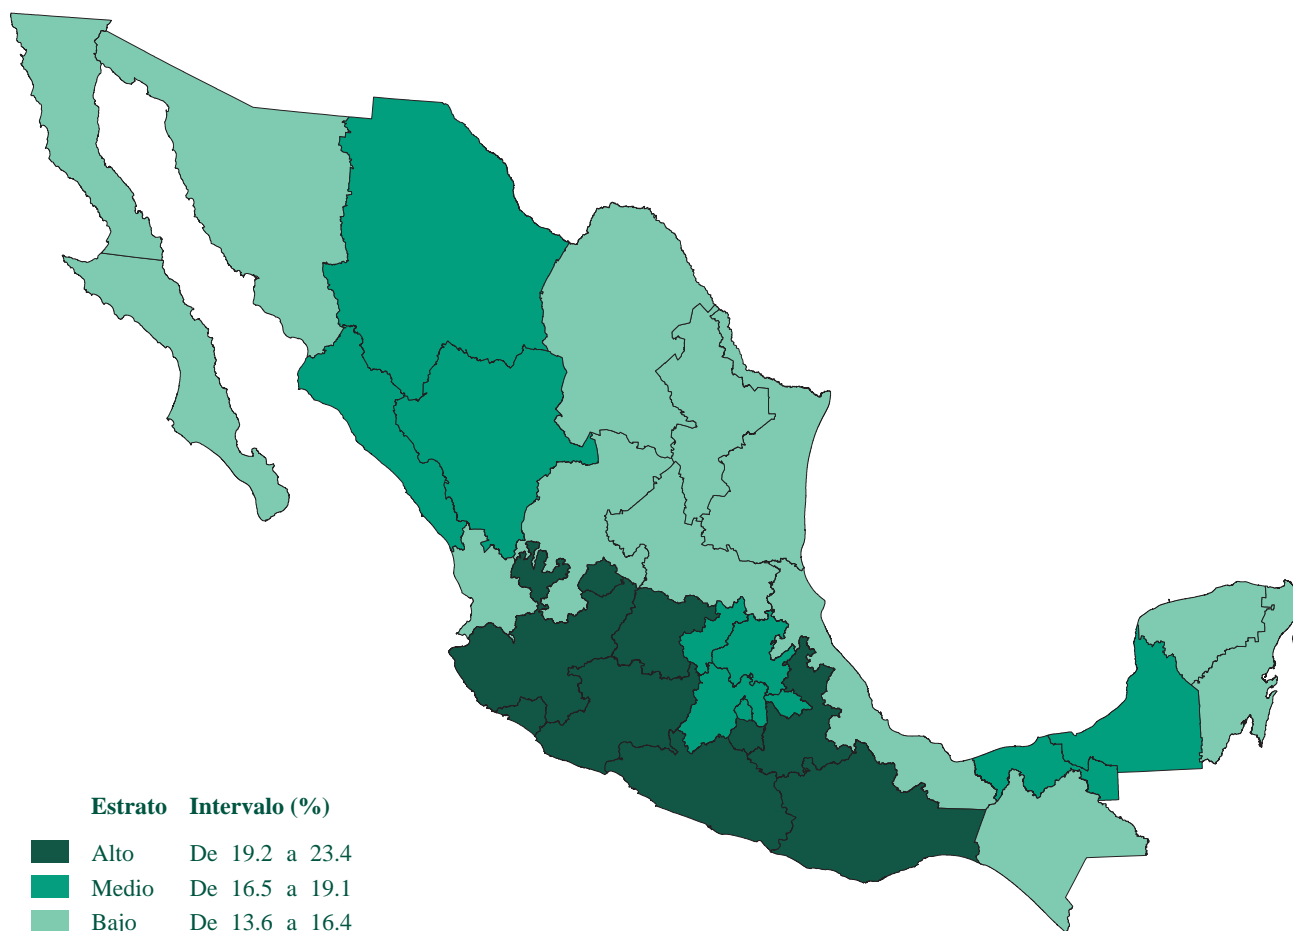 Estrato Intervalo (%)
Alto De 19.2 a 23.4
Medio De 16.5 a 19.1
Bajo De 13.6 a 16.4